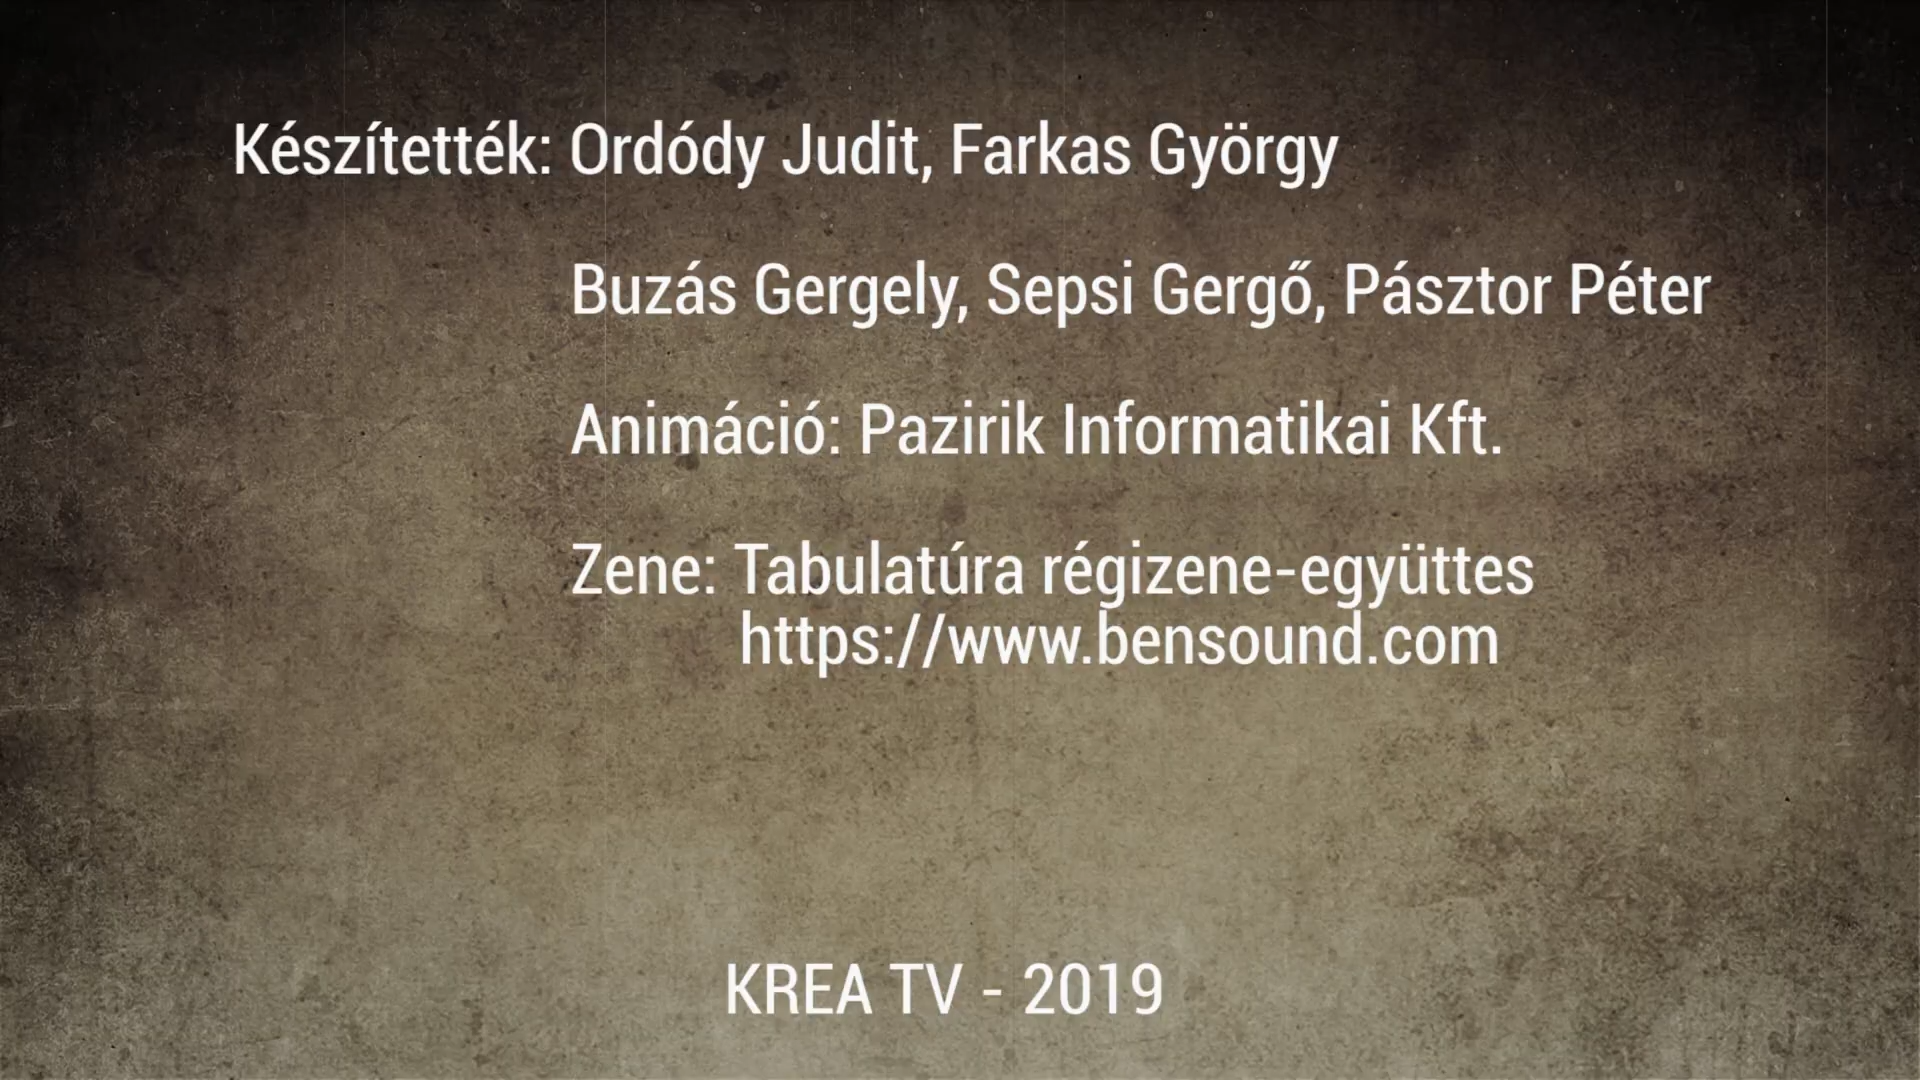 Készítették: Ordódy Judit, Farkas György
Buzás Gergely, Sepsi Gergő, Pásztor Péter
Animáció: Pazirik Informatikai Kft.
Zene: Tabulatúra régizene-együttes
https://www.bensound.com
KREA TV - 2019